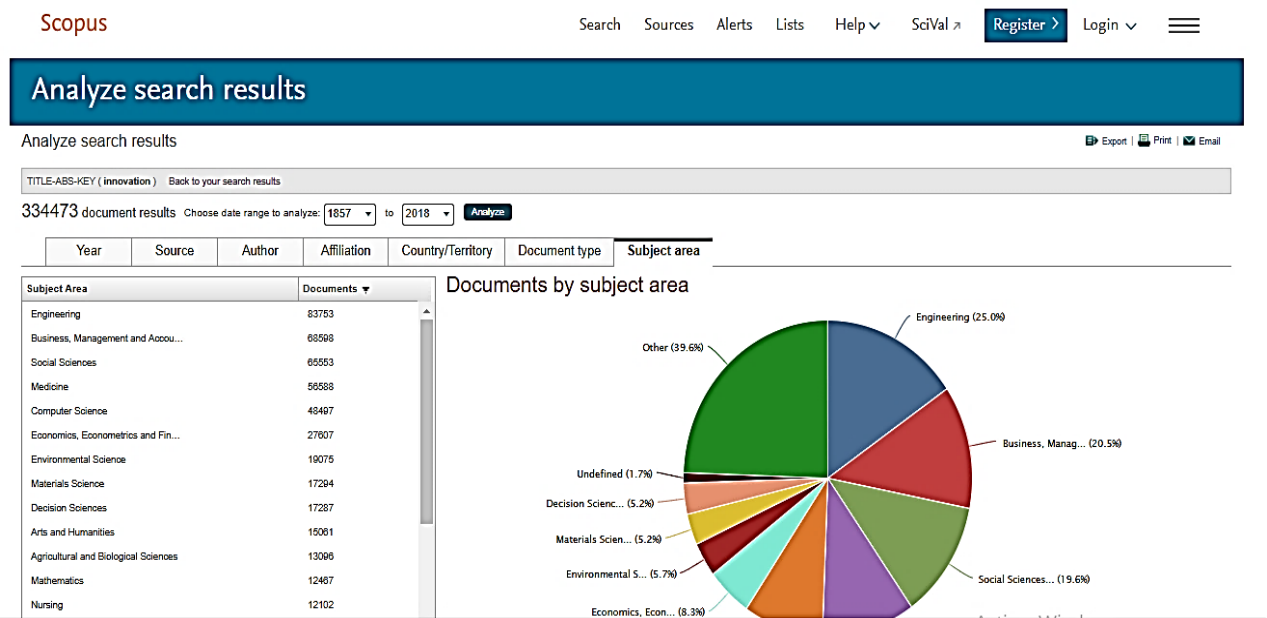 Scopus
Search Sources Alerts Lists Help SciVal Register Login
Analyze search results
Analyze search results
Export | Print | Email
TITLE-ABS-KEY ( innovation ) Back to your search results
334473 document results Choose date range to analyze: 1857 to 2018 Analyze
Year Source Author Affiliation Country/Territory Document type Subject area
Subject Area Documents
Engineering 83753
Business, Management and Accou... 68598
Social Sciences 65553
Medicine 56588
Computer Science 48497
Economics, Econometrics and Fin... 27607
Environmental Science 19075
Materials Science 17294
Decision Sciences 17287
Arts and Humanities 15061
Agricultural and Biological Sciences 13096
Mathematics 12467
Nursing 12102
Documents by subject area
Engineering (25.0%)
Other (39.6%)
Business, Manag... (20.5%)
Undefined (1.7%)
Decision Scienc... (5.2%)
Materials Scien... (5.2%)
Environmental S... (5.7%)
Social Sciences... (19.6%)
Economics, Econ... (8.3%)